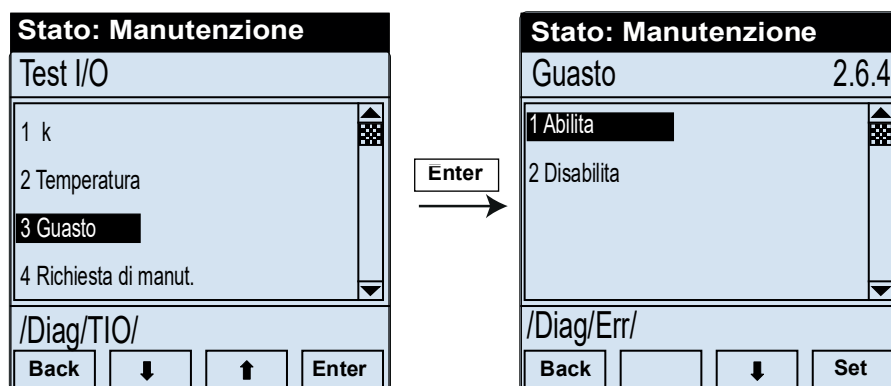 Stato: Manutenzione
Test I/O
1 k
2 Temperatura
3 Guasto
4 Richiesta di manut.
/Diag/TIO/
Back
Enter
Enter
Stato: Manutenzione
Guasto 2.6.4
1 Abilita
2 Disabilita
/Diag/Err/
Back
Set